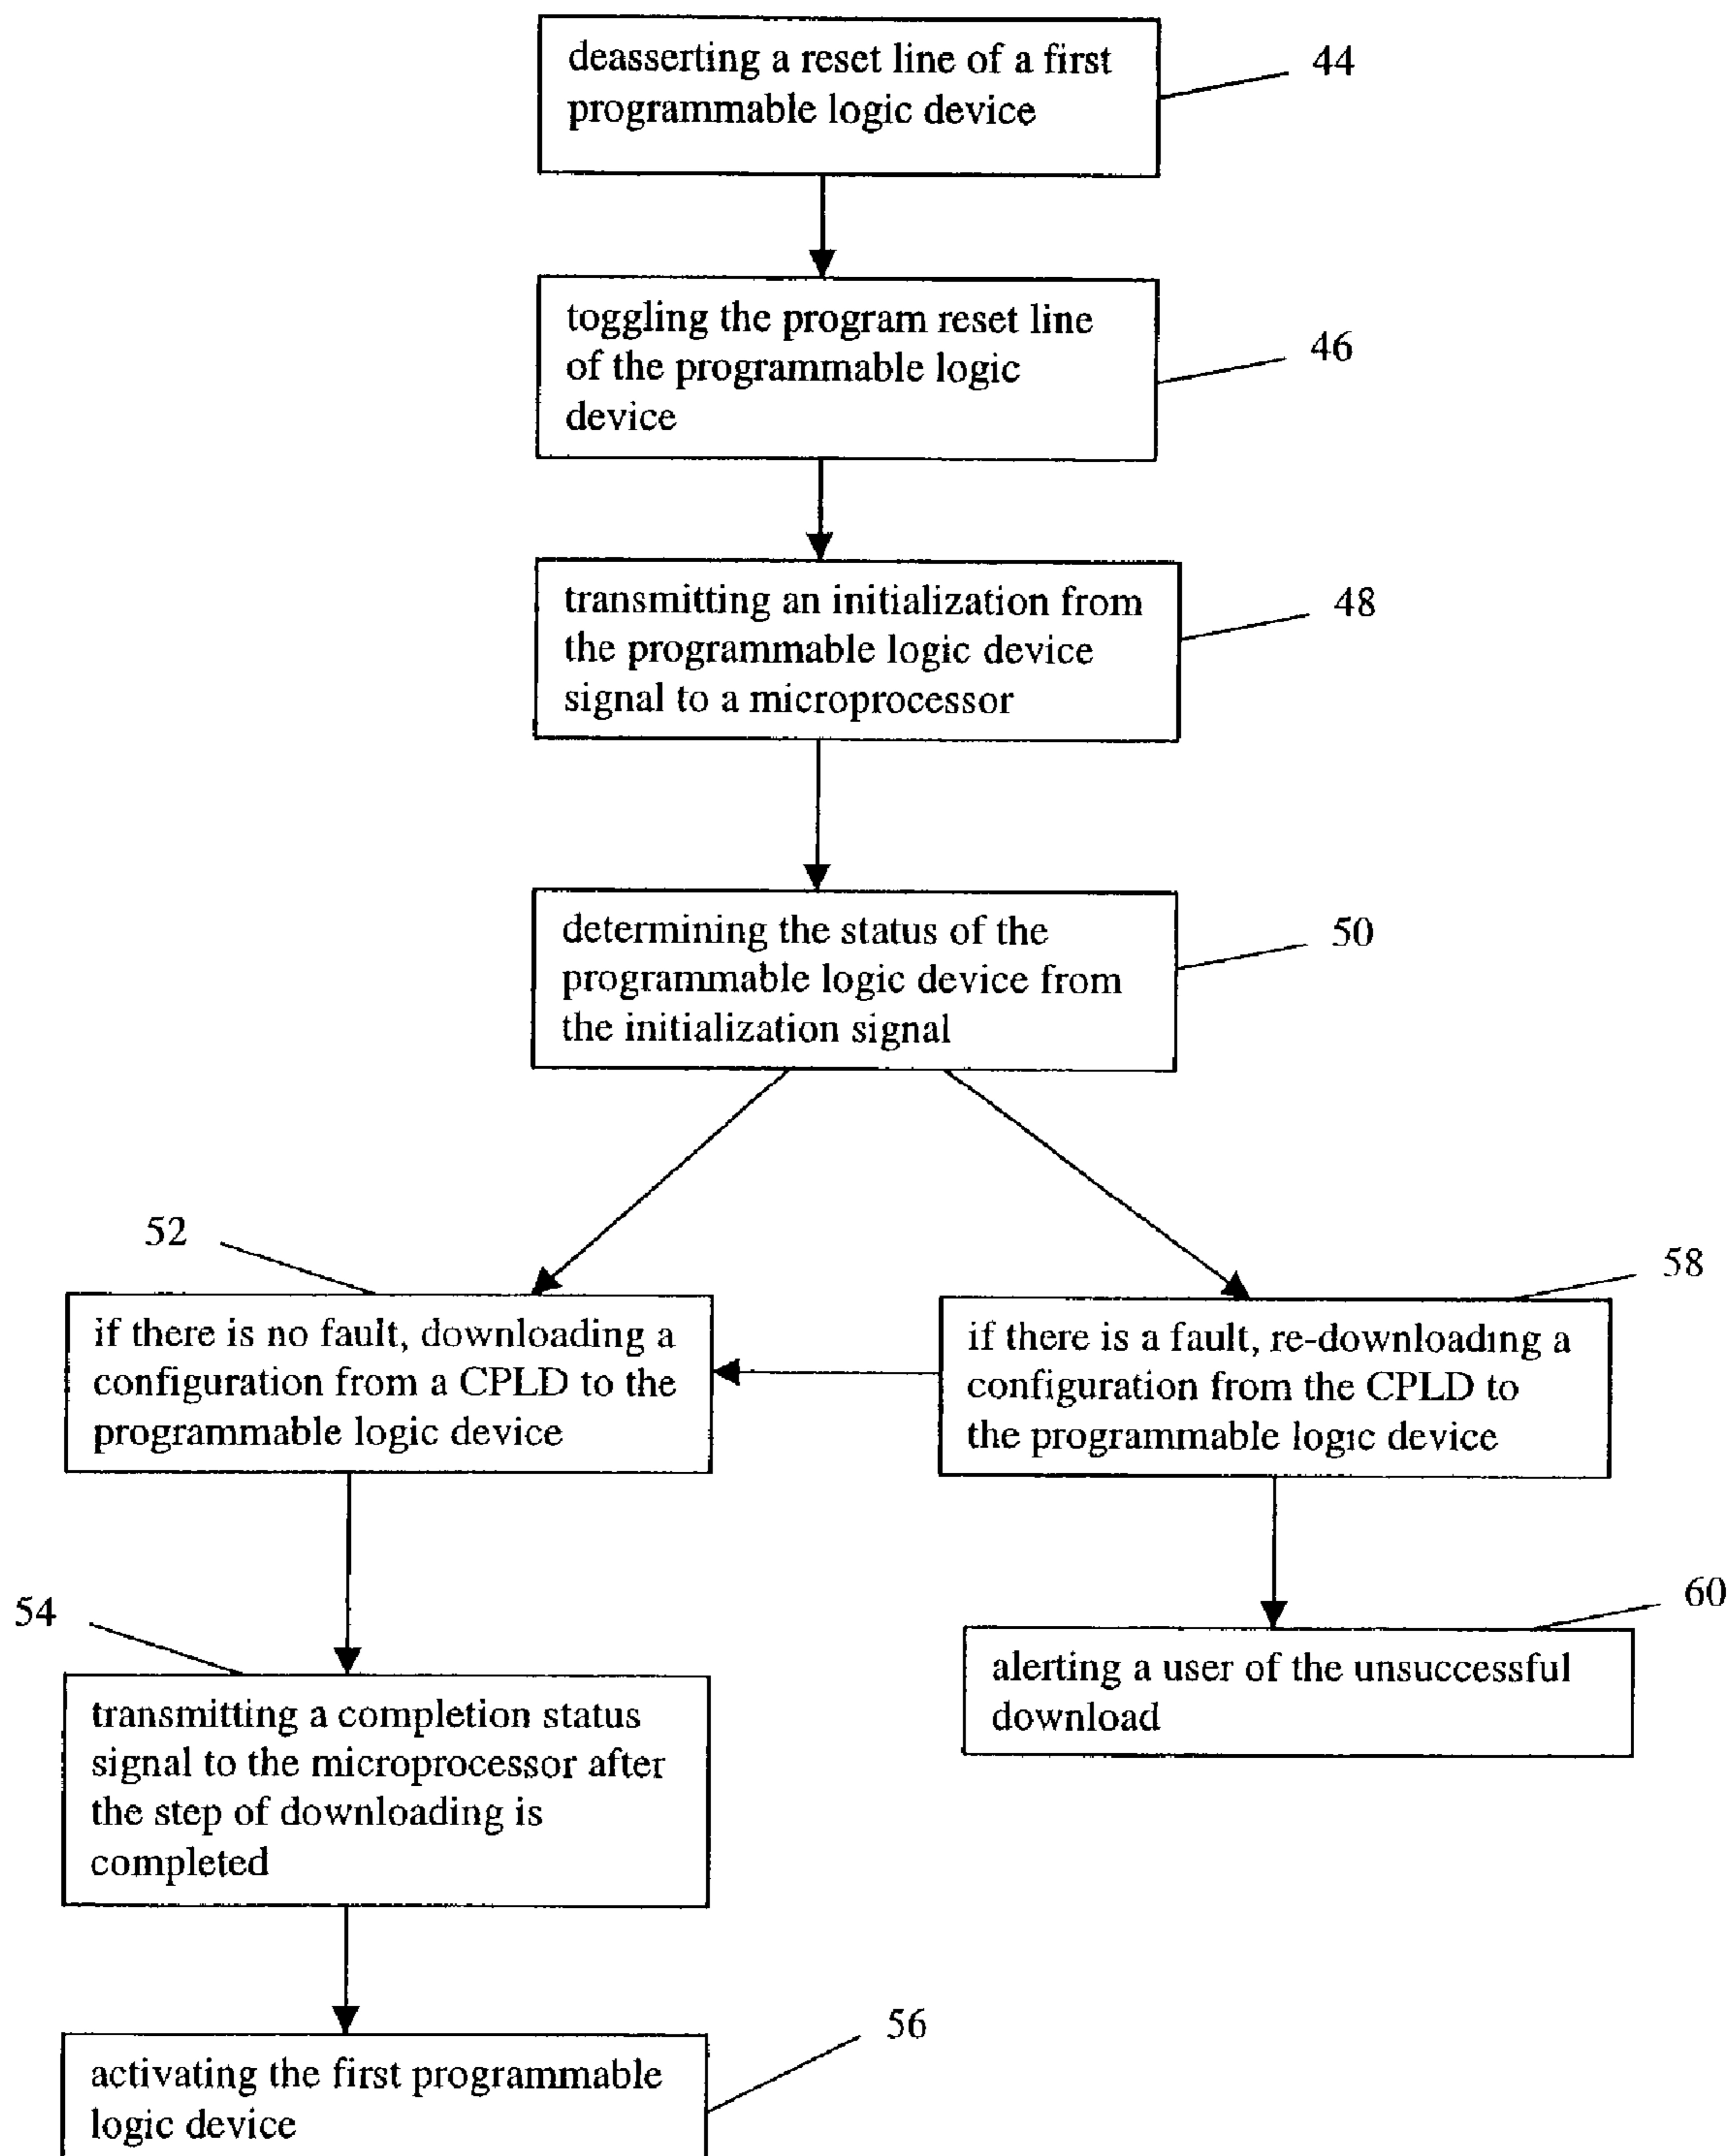 deasserting a reset line of a first
programmable logic device
44
toggling the program reset line
of the programmable logic
device
46
transmitting an initialization from
the programmable logic device
signal to a microprocessor
48
determining the status of the
programmable logic device from
the initialization signal
50
52
if there is no fault, downloading a
configuration from a CPLD to the
programmable logic device
58
if there is a fault, re-downloading a
configuration from the CPLD to
the programmable logic device
54
transmitting a completion status
signal to the microprocessor after
the step of downloading is
completed
60
alerting a user of the unsuccessful
download
56
activating the first programmable
logic device